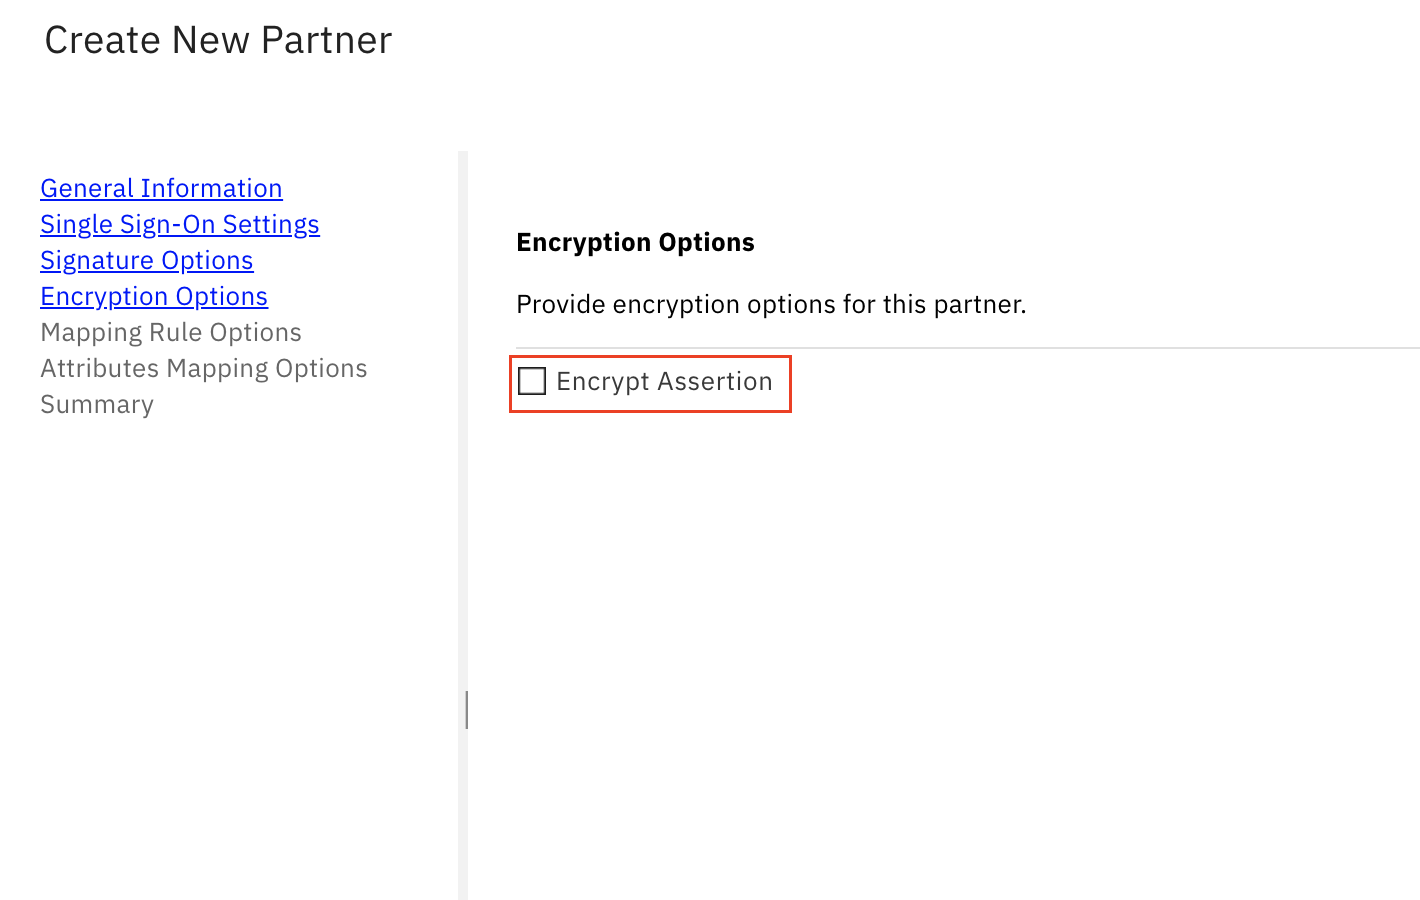 Create New Partner
General Information
Single Sign-On Settings
Signature Options
Encryption Options
Mapping Rule Options
Attributes Mapping Options
Summary
Encryption Options
Provide encryption options for this partner.
Encrypt Assertion